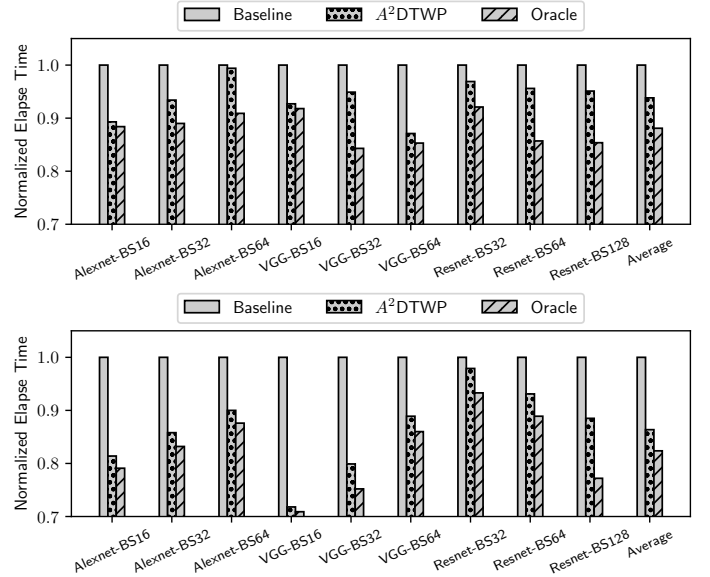 Baseline A²DTWP Oracle
Normalized Elapse Time
1.0
0.9
0.8
0.7
Alexnet-BS16 Alexnet-BS32 Alexnet-BS64 VGG-BS16 VGG-BS32 VGG-BS64 Resnet-BS32 Resnet-BS64 Resnet-BS128 Average
Baseline A²DTWP Oracle
Normalized Elapse Time
1.0
0.9
0.8
0.7
Alexnet-BS16 Alexnet-BS32 Alexnet-BS64 VGG-BS16 VGG-BS32 VGG-BS64 Resnet-BS32 Resnet-BS64 Resnet-BS128 Average